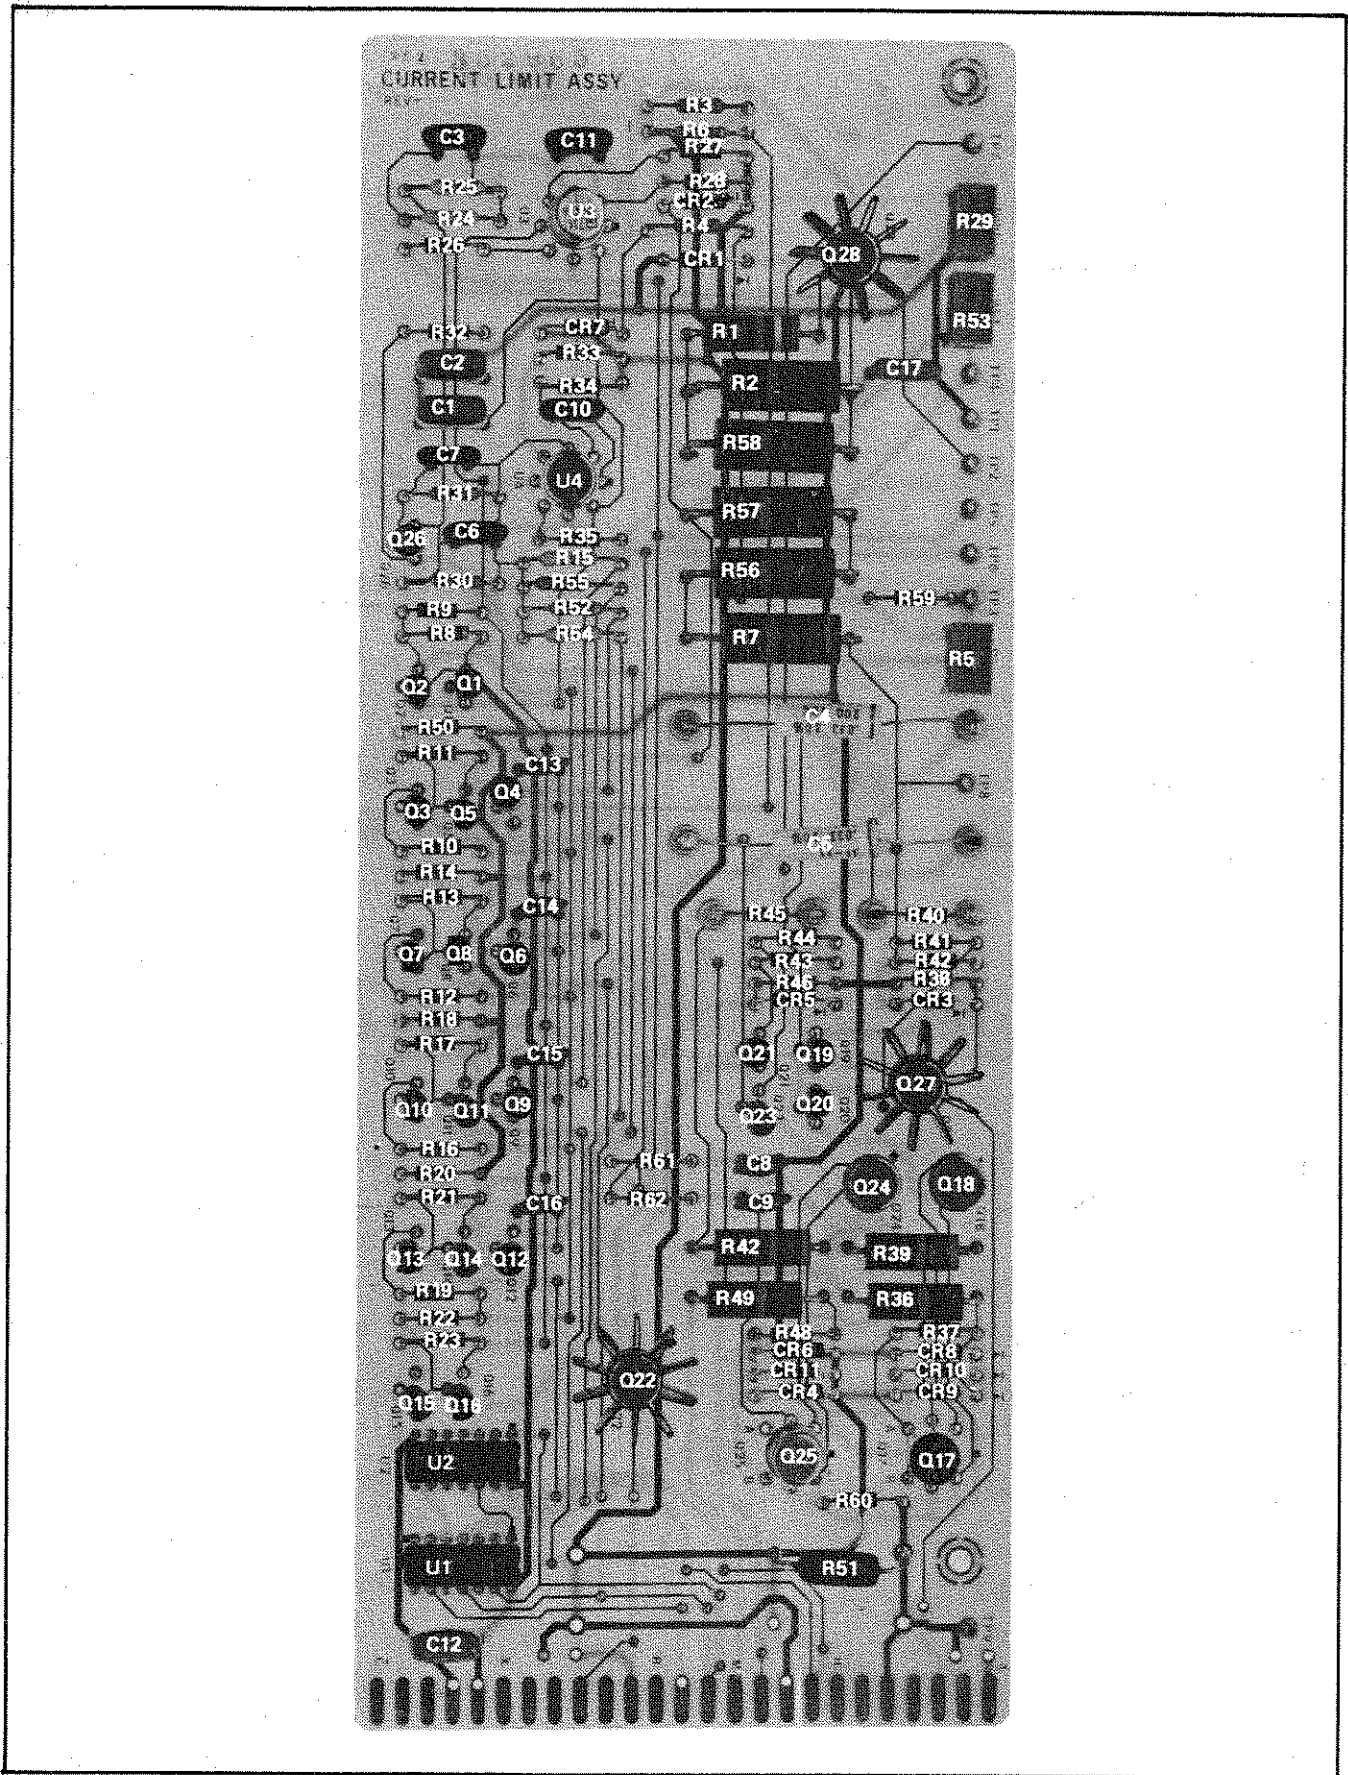 CURRENT LIMIT ASSY
REV
R3
C3 C11 R6
R27
R25 R28
CR2
R24 U3 R4 R29
R26 CR1 Q28
R32 CR7 R1 R53
C2 R33 C17
R34 R2
C1 C10
R58
C7 U4
R31 R57
Q26 C6 R35
R15 R56
R30 R55
R9 R52 R59
R8 R54 R7
R5
Q2 Q1
C4
R50
R11 C13
Q4
Q3 Q5
R10 C5
R14
R13 C14 R45 R40
R44 R41
Q7 Q8 Q6 R43 R42
R46 R38
R12 CR5 CR3
R18
R17 C15 Q21 Q19
Q27
Q10 Q11 Q9 Q23 Q20
R16 R61 C8
R20 Q24 Q18
R21 C16 R62 C9
R42 R39
Q13 Q14 Q12
R19 R49 R36
R22
R23 R48 R37
CR6 CR8
Q22 CR11 CR10
CR4 CR9
Q15 Q16
U2 Q25 Q17
R60
U1 R51
C12